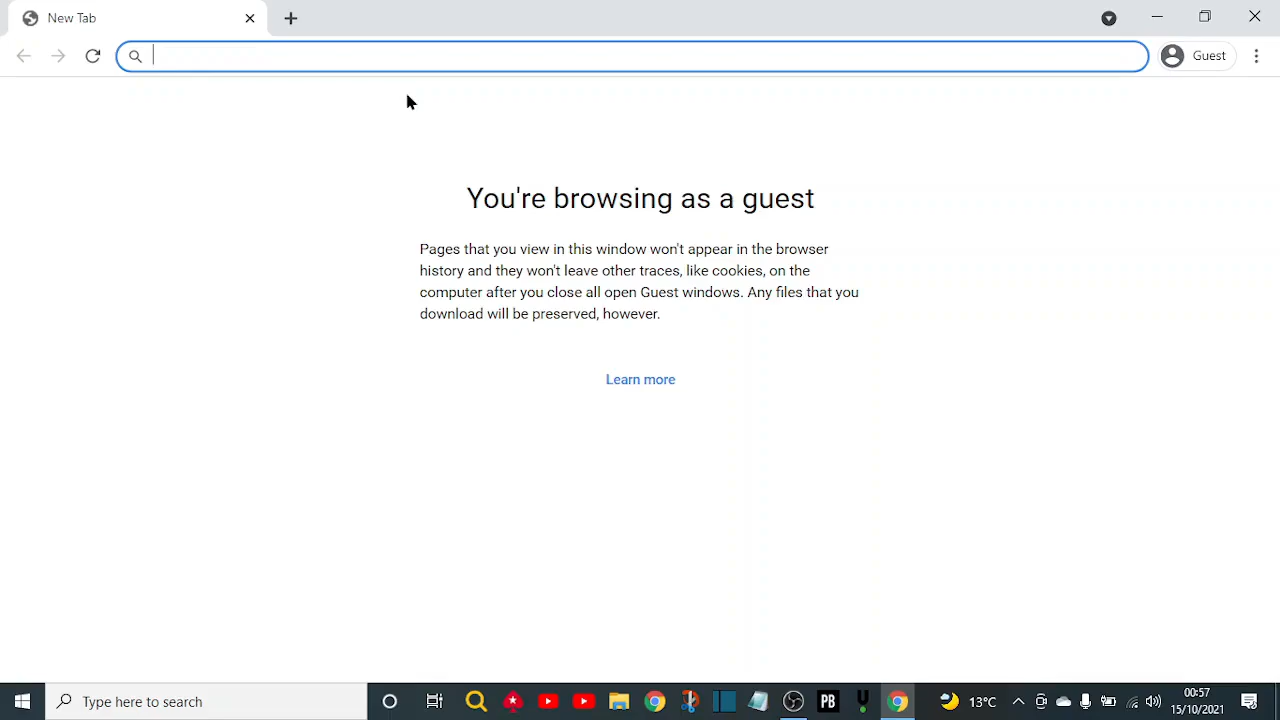 New Tab
Guest
You're browsing as a guest
Pages that you view in this window won't appear in the browser
history and they won't leave other traces, like cookies, on the
computer after you close all open Guest windows. Any files that you
download will be preserved, however.
Learn more
Type here to search
PB
13°C
00:57
15/10/2021